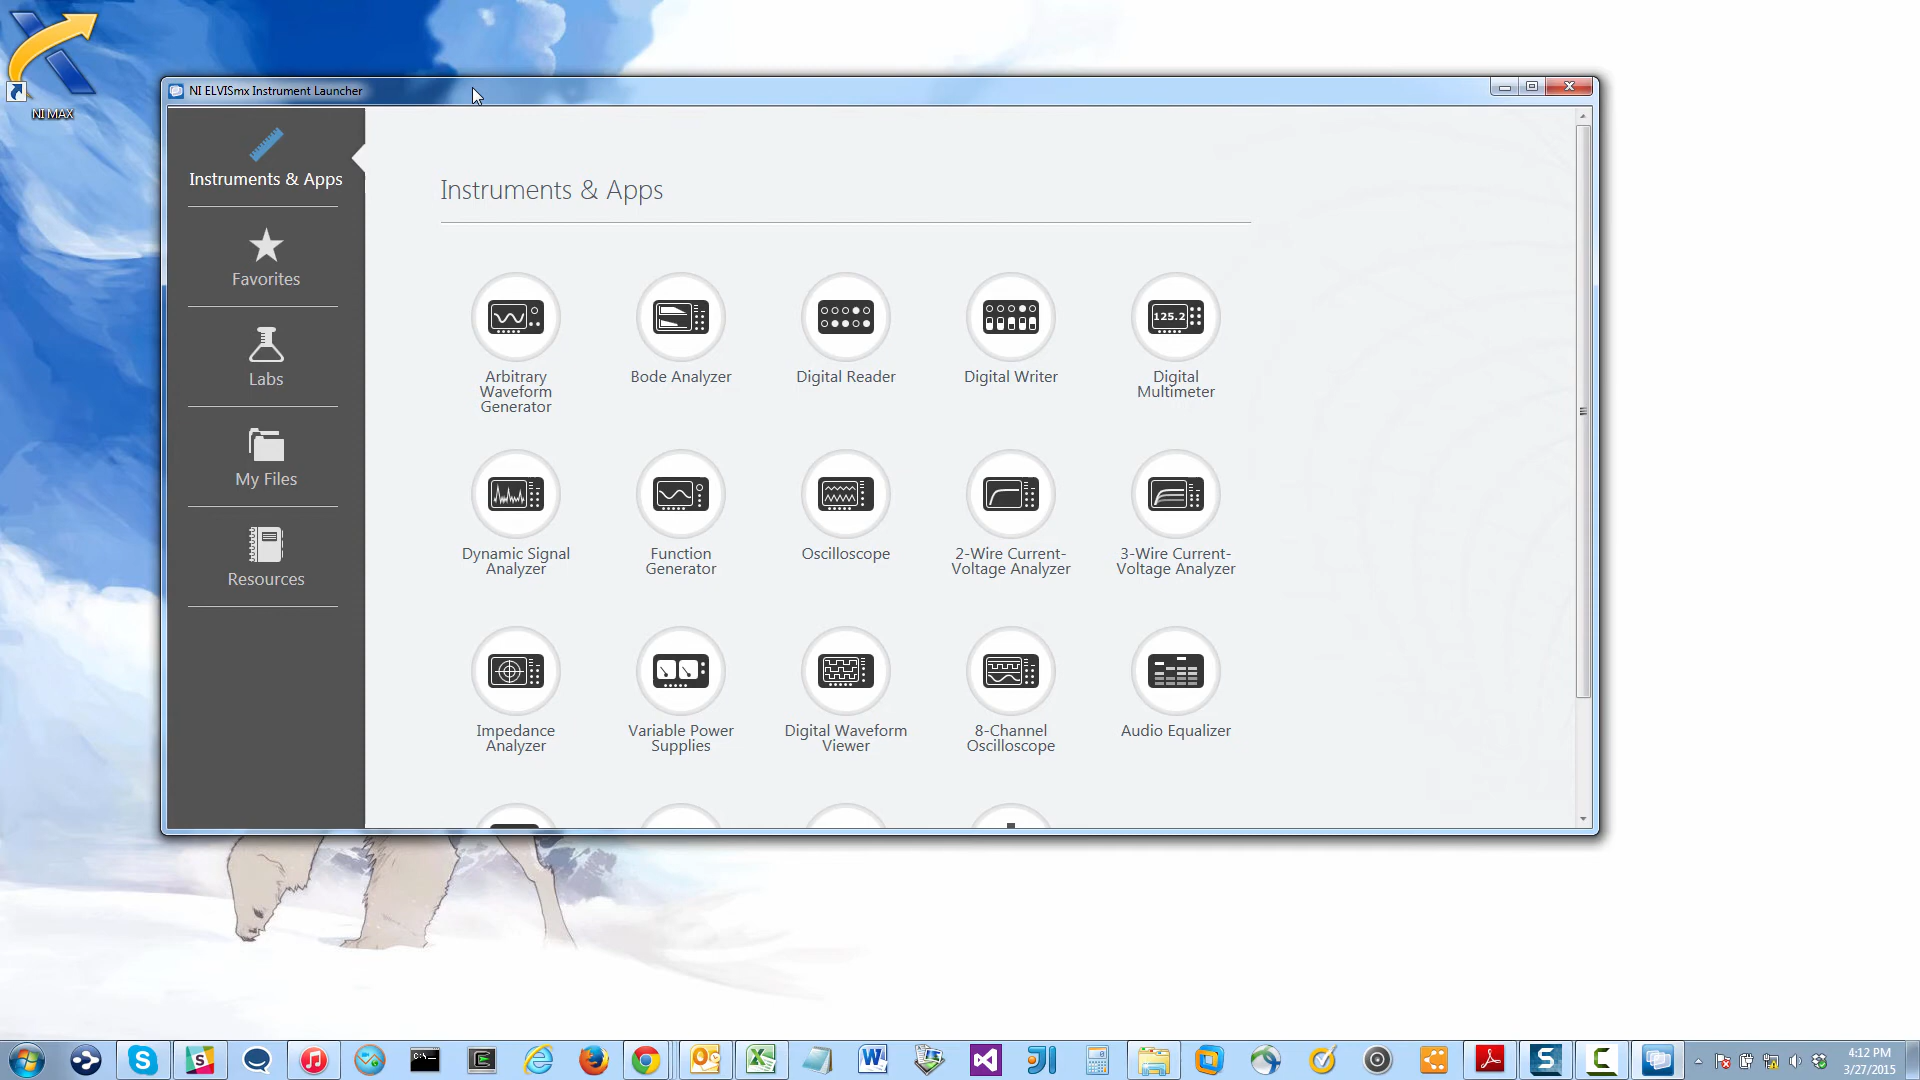 NI MAX
NI ELVISmx Instrument Launcher
Instruments & Apps
Favorites
Labs
My Files
Resources
Instruments & Apps
Arbitrary
Waveform
Generator
Bode Analyzer
Digital Reader
Digital Writer
125.2
Digital
Multimeter
Dynamic Signal
Analyzer
Function
Generator
Oscilloscope
2-Wire Current-
Voltage Analyzer
3-Wire Current-
Voltage Analyzer
Impedance
Analyzer
Variable Power
Supplies
Digital Waveform
Viewer
8-Channel
Oscilloscope
Audio Equalizer
4:12 PM
3/27/2015